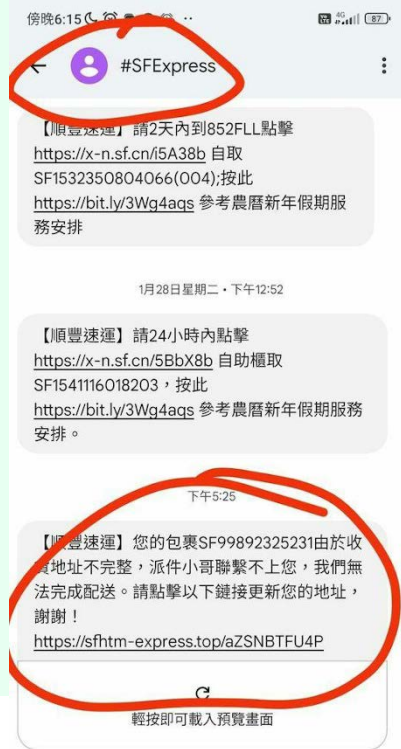 傍晚6:15
4G
87
#SFExpress
【順豐速運】請2天內到852FLL點擊
https://x-n.sf.cn/i5A38b 自取
SF1532350804066(004);按此
https://bit.ly/3Wg4aqs 參考農曆新年假期服
務安排
1月28日星期二·下午12:52
【順豐速運】請24小時內點擊
https://x-n.sf.cn/5BbX8b 自助櫃取
SF1541116018203，按此
https://bit.ly/3Wg4aqs 參考農曆新年假期服務
安排。
下午5:25
【順豐速運】您的包裹SF99892325231由於收
貨地址不完整，派件小哥聯繫不上您，我們無
法完成配送。請點擊以下鏈接更新您的地址，
謝謝！
https://sfhtm-express.top/aZSNBTFU4P
輕按即可載入預覽畫面